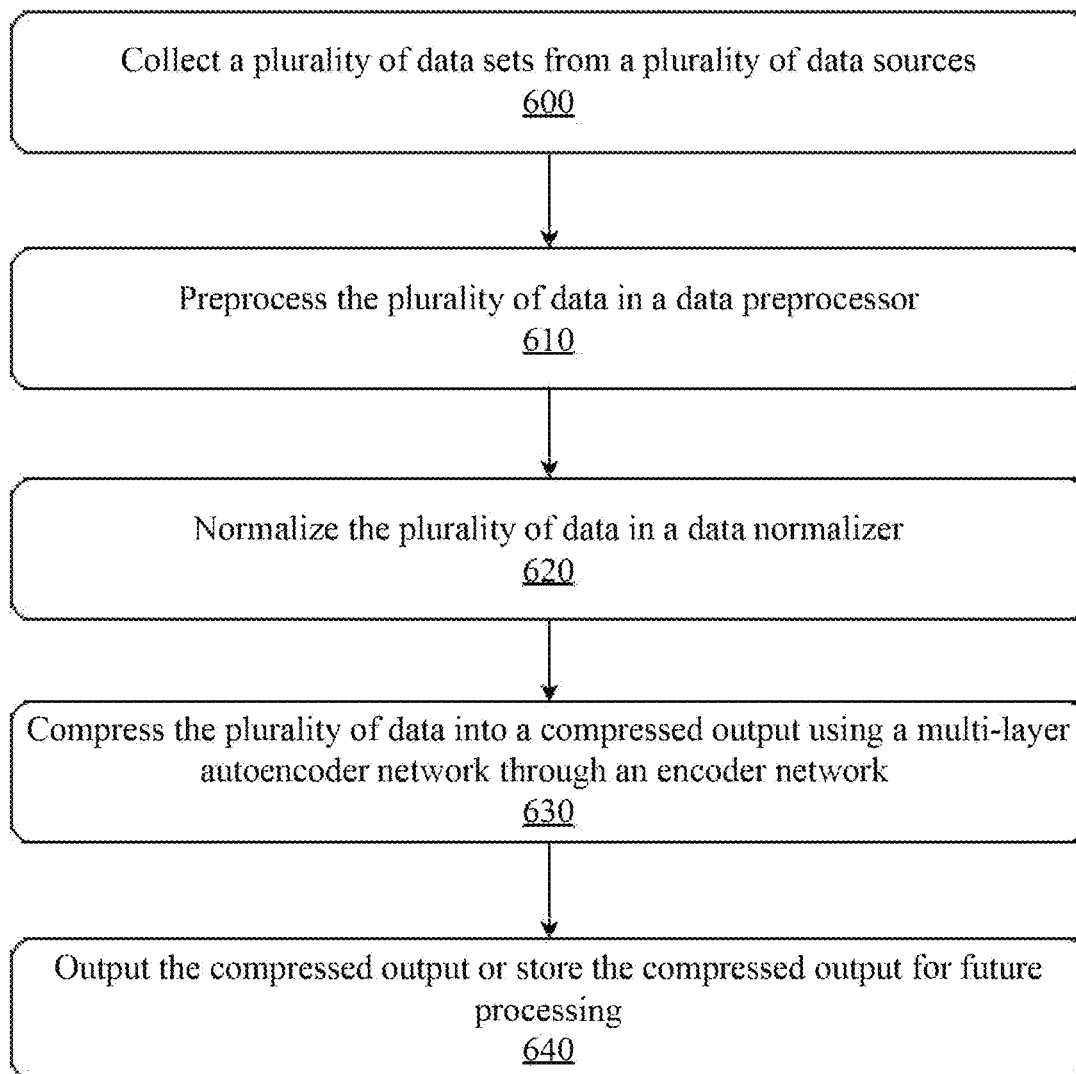 Collect a plurality of data sets from a plurality of data sources
600
Preprocess the plurality of data in a data preprocessor
610
Normalize the plurality of data in a data normalizer
620
Compress the plurality of data into a compressed output using a multi-layer
autoencoder network through an encoder network
630
Output the compressed output or store the compressed output for future
processing
640